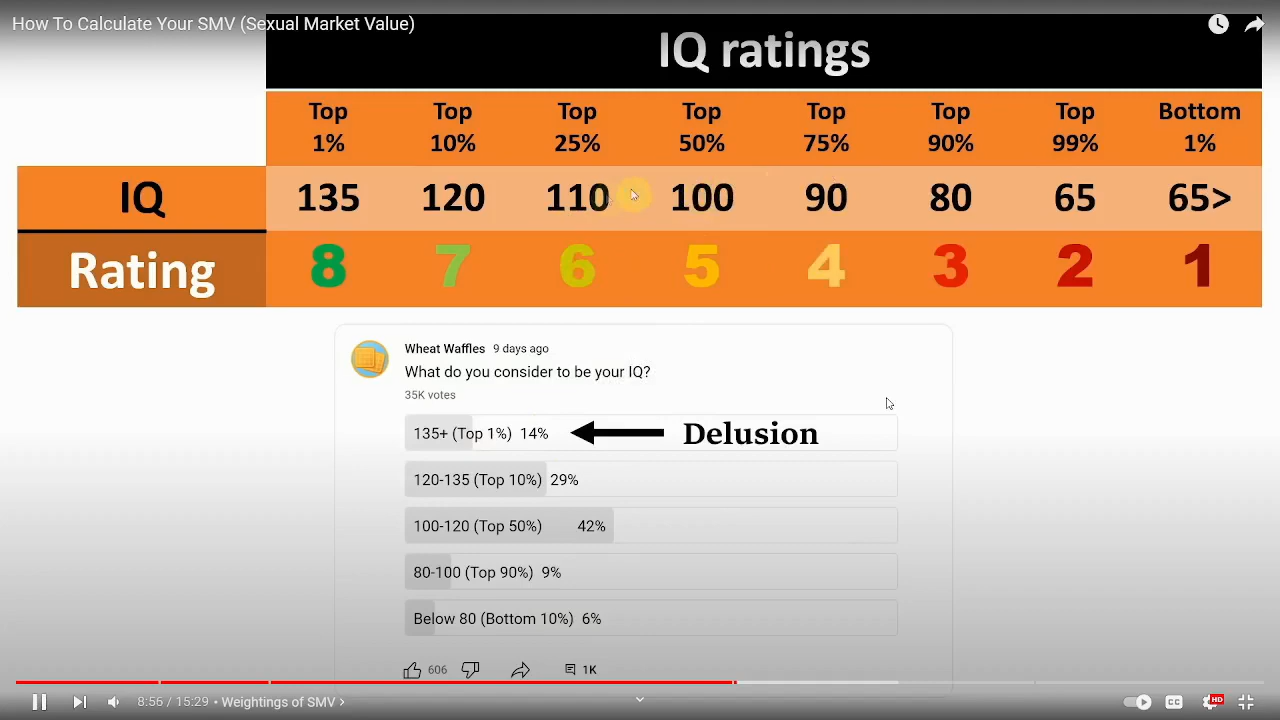 How To Calculate Your SMV (Sexual Market Value)
IQ ratings
Top 1% Top 10% Top 25% Top 50% Top 75% Top 90% Top 99% Bottom 1%
IQ 135 120 110 100 90 80 65 65>
Rating 8 7 6 5 4 3 2 1
Wheat Waffles 9 days ago
What do you consider to be your IQ?
35K votes
135+ (Top 1%) 14% Delusion
120-135 (Top 10%) 29%
100-120 (Top 50%) 42%
80-100 (Top 90%) 9%
Below 80 (Bottom 10%) 6%
606 1K
8:56 / 15:29 • Weightings of SMV >
CC HD